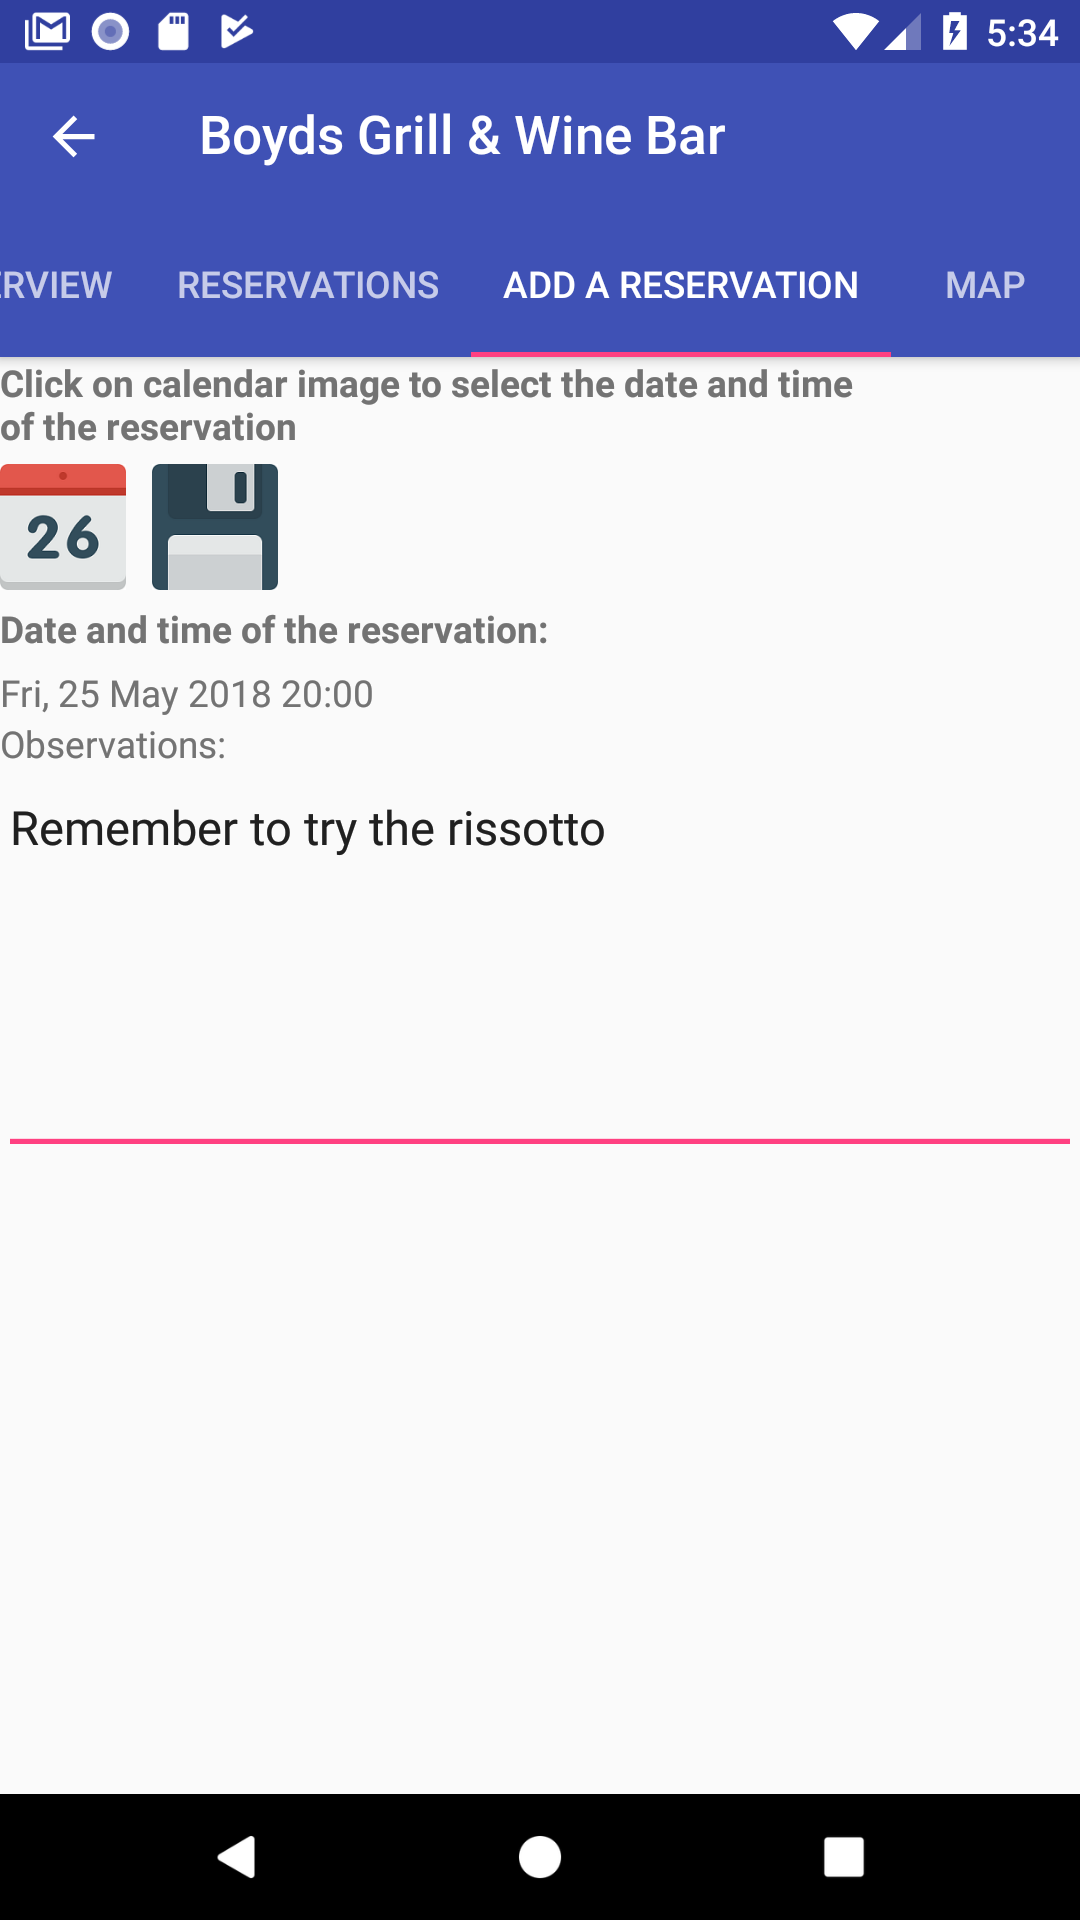 5:34
Boyds Grill & Wine Bar
ERVIEW RESERVATIONS ADD A RESERVATION MAP
Click on calendar image to select the date and time
of the reservation
26
Date and time of the reservation:
Fri, 25 May 2018 20:00
Observations:
Remember to try the rissotto